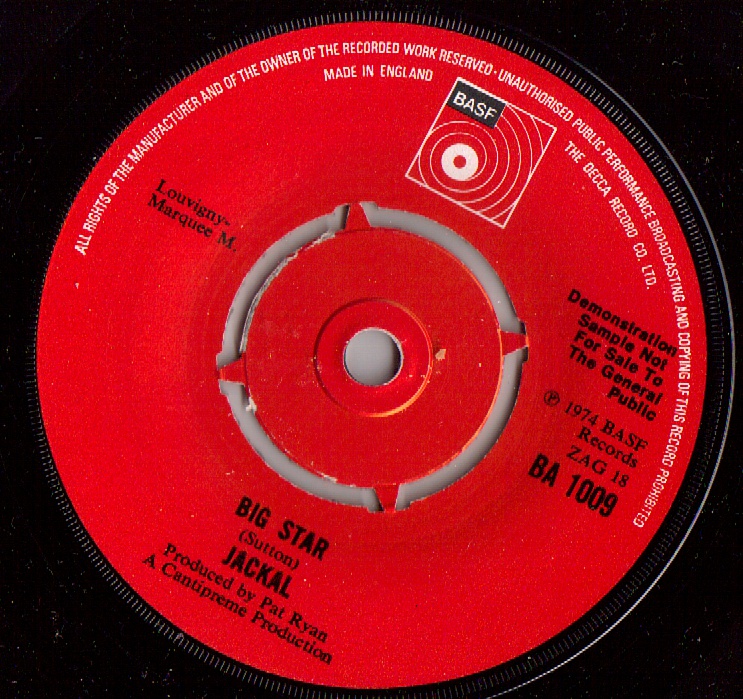 ALL RIGHTS OF THE MANUFACTURER AND OF THE OWNER OF THE RECORDED WORK RESERVED · UNAUTHORISED PUBLIC PERFORMANCE BROADCASTING AND COPYING OF THIS RECORD PROHIBITED
MADE IN ENGLAND
BASF
THE DECCA RECORD CO. LTD.
Louvigny-
Marquee M.
Demonstration
Sample Not
For Sale To
The General
Public
℗ 1974 BASF
Records
ZAG 18
BA 1009
BIG STAR
(Sutton)
JACKAL
Produced by Pat Ryan
A Cantipreme Production